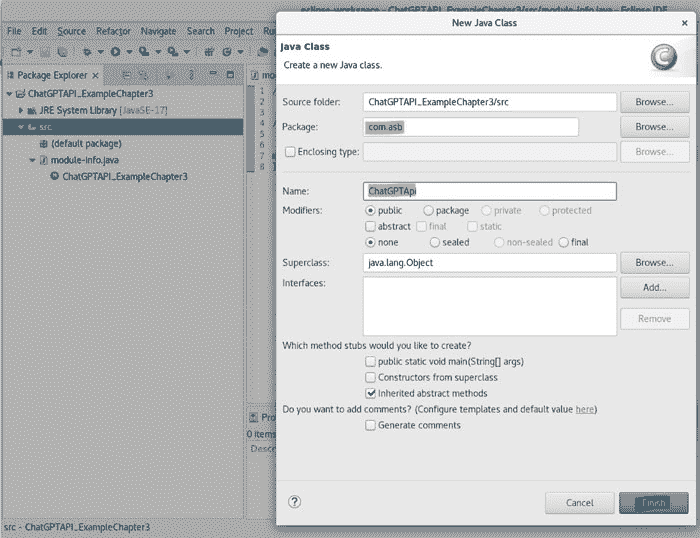 eclipse-workspace - ChatGPTAPI_ExampleChapter3/src/module-info.java - Eclipse IDE
File Edit Source Refactor Navigate Search Project
Package Explorer
ChatGPTAPI_ExampleChapter3
JRE System Library [JavaSE-17]
src
(default package)
module-info.java
ChatGPTAPI_ExampleChapter3
0 items
src - ChatGPTAPI_ExampleChapter3
New Java Class
Java Class
Create a new Java class.
Source folder: ChatGPTAPI_ExampleChapter3/src Browse...
Package: com.asb Browse...
Enclosing type: Browse...
Name: ChatGPTApi
Modifiers: public package private protected
abstract final static
none sealed non-sealed final
Superclass: java.lang.Object Browse...
Interfaces: Add...
Remove
Which method stubs would you like to create?
public static void main(String[] args)
Constructors from superclass
Inherited abstract methods
Do you want to add comments? (Configure templates and default value here)
Generate comments
? Cancel Finish